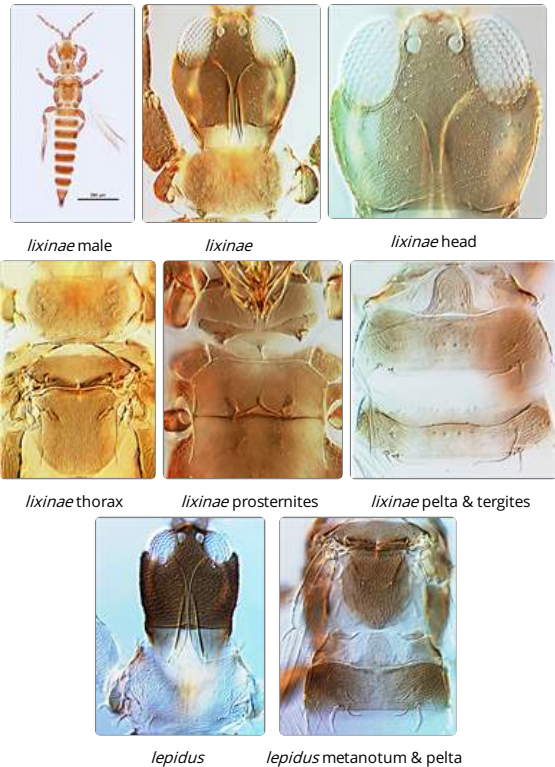 lixinae male
lixinae
lixinae head
lixinae thorax
lixinae prosternites
lixinae pelta & tergites
lepidus
lepidus metanotum & pelta